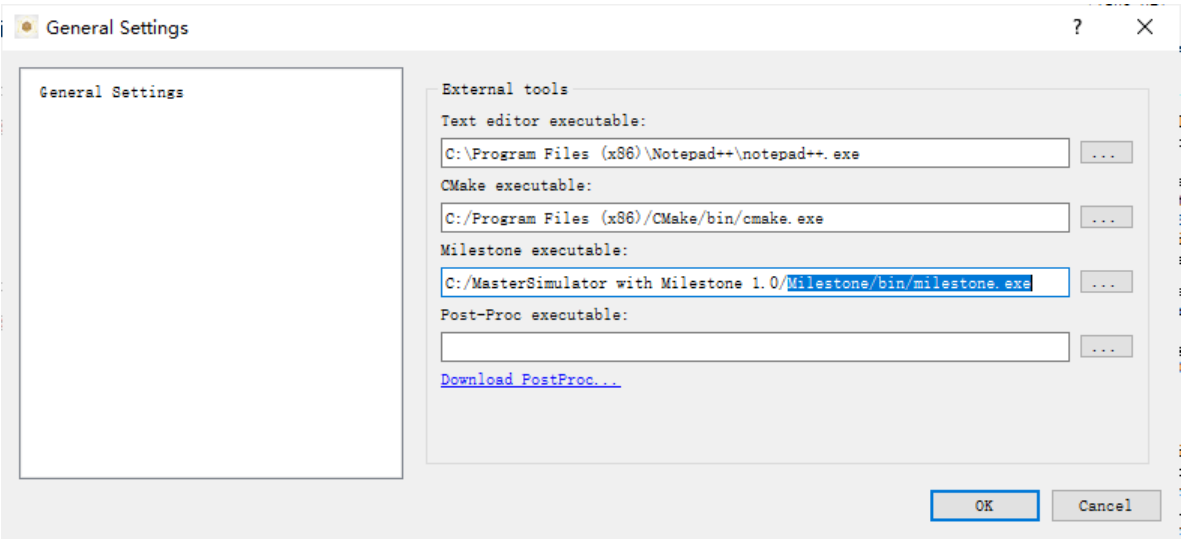 General Settings
?
General Settings
External tools
Text editor executable:
C:\Program Files (x86)\Notepad++\notepad++.exe
...
CMake executable:
C:/Program Files (x86)/CMake/bin/cmake.exe
...
Milestone executable:
C:/MasterSimulator with Milestone 1.0/Milestone/bin/milestone.exe
...
Post-Proc executable:
...
Download PostProc...
OK
Cancel